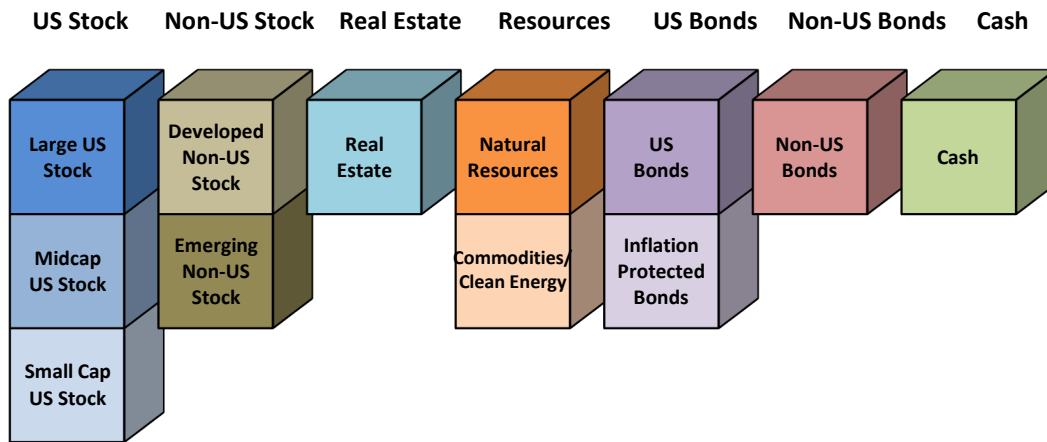 US Stock Non-US Stock Real Estate Resources US Bonds Non-US Bonds Cash
Large US
Stock
Developed
Non-US
Stock
Real
Estate
Natural
Resources
US
Bonds
Non-US
Bonds
Cash
Midcap
US Stock
Emerging
Non-US
Stock
Commodities/
Clean Energy
Inflation
Protected
Bonds
Small Cap
US Stock